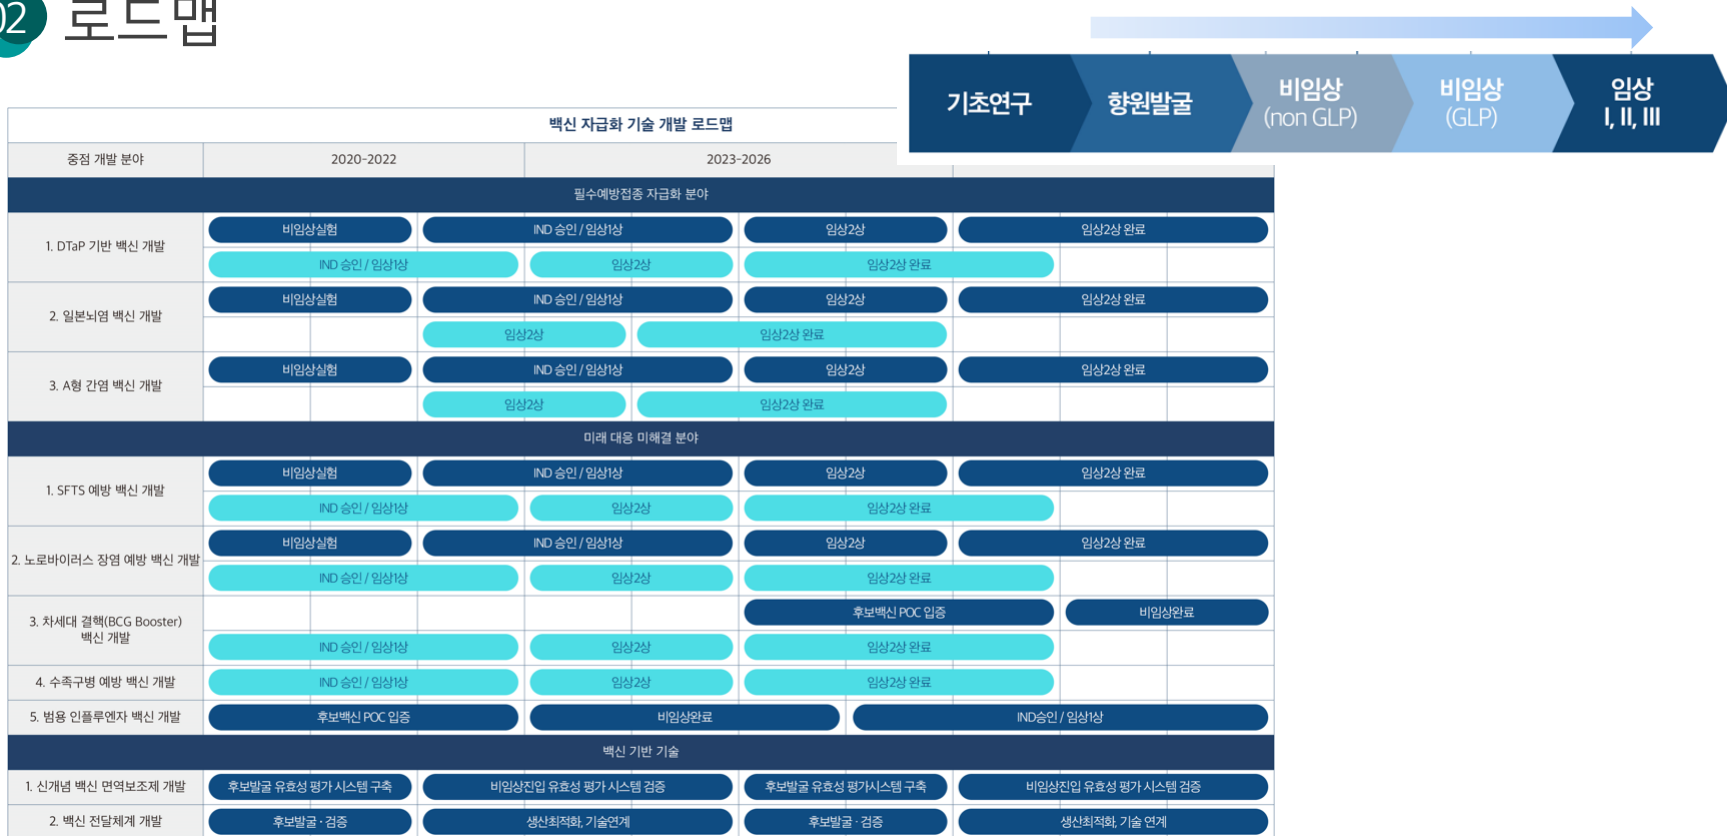 02 로드맵
기초연구
향원발굴
비임상
(non GLP)
비임상
(GLP)
임상
I, II, III
백신 자급화 기술 개발 로드맵
중점 개발 분야 2020-2022 2023-2026
필수예방접종 자급화 분야
1. DTaP 기반 백신 개발
비임상실험 IND 승인 / 임상1상 임상2상 임상2상 완료
IND 승인 / 임상1상 임상2상 임상2상 완료
2. 일본뇌염 백신 개발
비임상실험 IND 승인 / 임상1상 임상2상 임상2상 완료
임상2상 임상2상 완료
3. A형 간염 백신 개발
비임상실험 IND 승인 / 임상1상 임상2상 임상2상 완료
임상2상 임상2상 완료
미래 대응 미해결 분야
1. SFTS 예방 백신 개발
비임상실험 IND 승인 / 임상1상 임상2상 임상2상 완료
IND 승인 / 임상1상 임상2상 임상2상 완료
2. 노로바이러스 장염 예방 백신 개발
비임상실험 IND 승인 / 임상1상 임상2상 임상2상 완료
IND 승인 / 임상1상 임상2상 임상2상 완료
3. 차세대 결핵(BCG Booster)
백신 개발
후보백신 POC 입증 비임상완료
IND 승인 / 임상1상 임상2상 임상2상 완료
4. 수족구병 예방 백신 개발 IND 승인 / 임상1상 임상2상 임상2상 완료
5. 범용 인플루엔자 백신 개발 후보백신 POC 입증 비임상완료 IND승인 / 임상1상
백신 기반 기술
1. 신개념 백신 면역보조제 개발 후보발굴 유효성 평가 시스템 구축 비임상진입 유효성 평가 시스템 검증 후보발굴 유효성 평가시스템 구축 비임상진입 유효성 평가 시스템 검증
2. 백신 전달체계 개발 후보발굴 · 검증 생산최적화, 기술연계 후보발굴 · 검증 생산최적화, 기술 연계